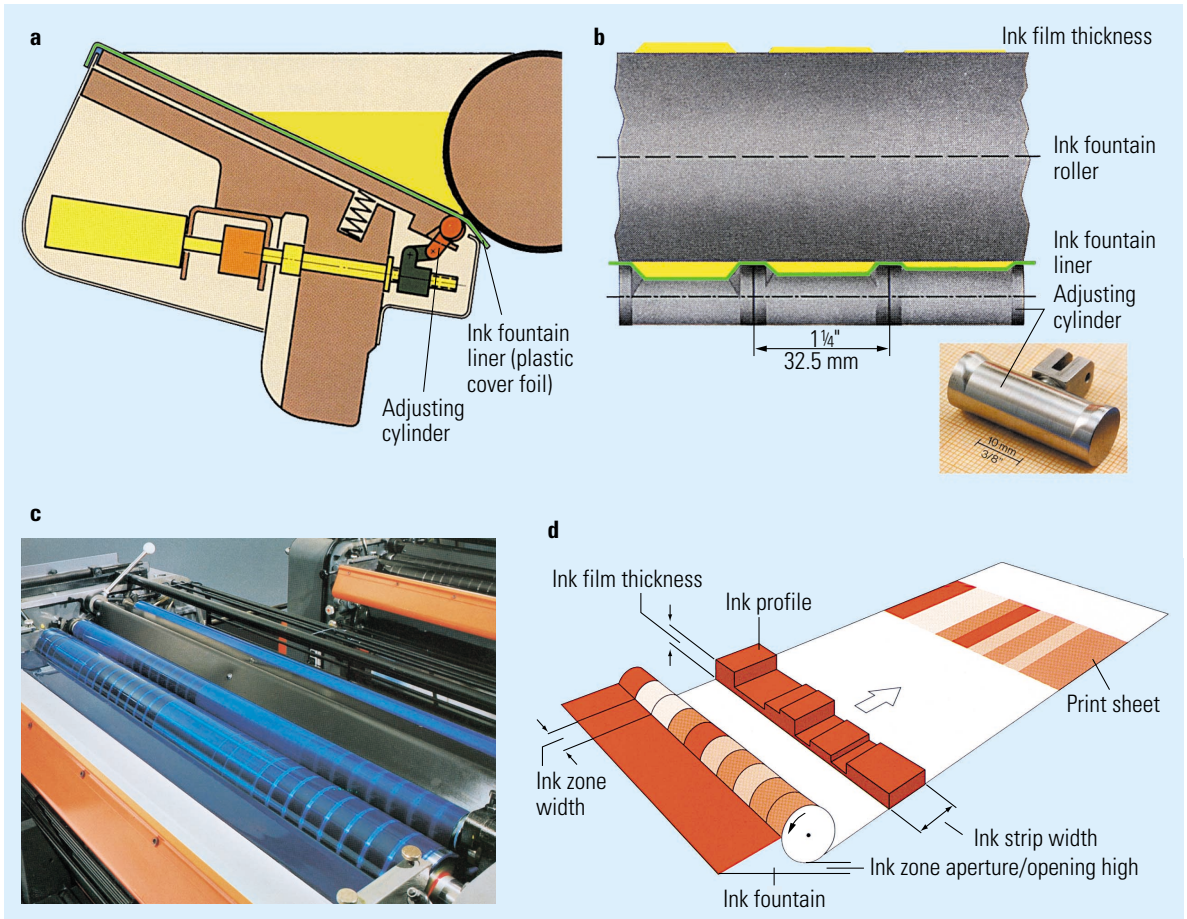 a
Ink fountain
liner (plastic
cover foil)
Adjusting
cylinder
b
Ink film thickness
Ink fountain
roller
Ink fountain
liner
Adjusting
cylinder
1 1/4"
32.5 mm
10 mm
3/8"
c
d
Ink film thickness
Ink profile
Print sheet
Ink zone
width
Ink strip width
Ink zone aperture/opening high
Ink fountain